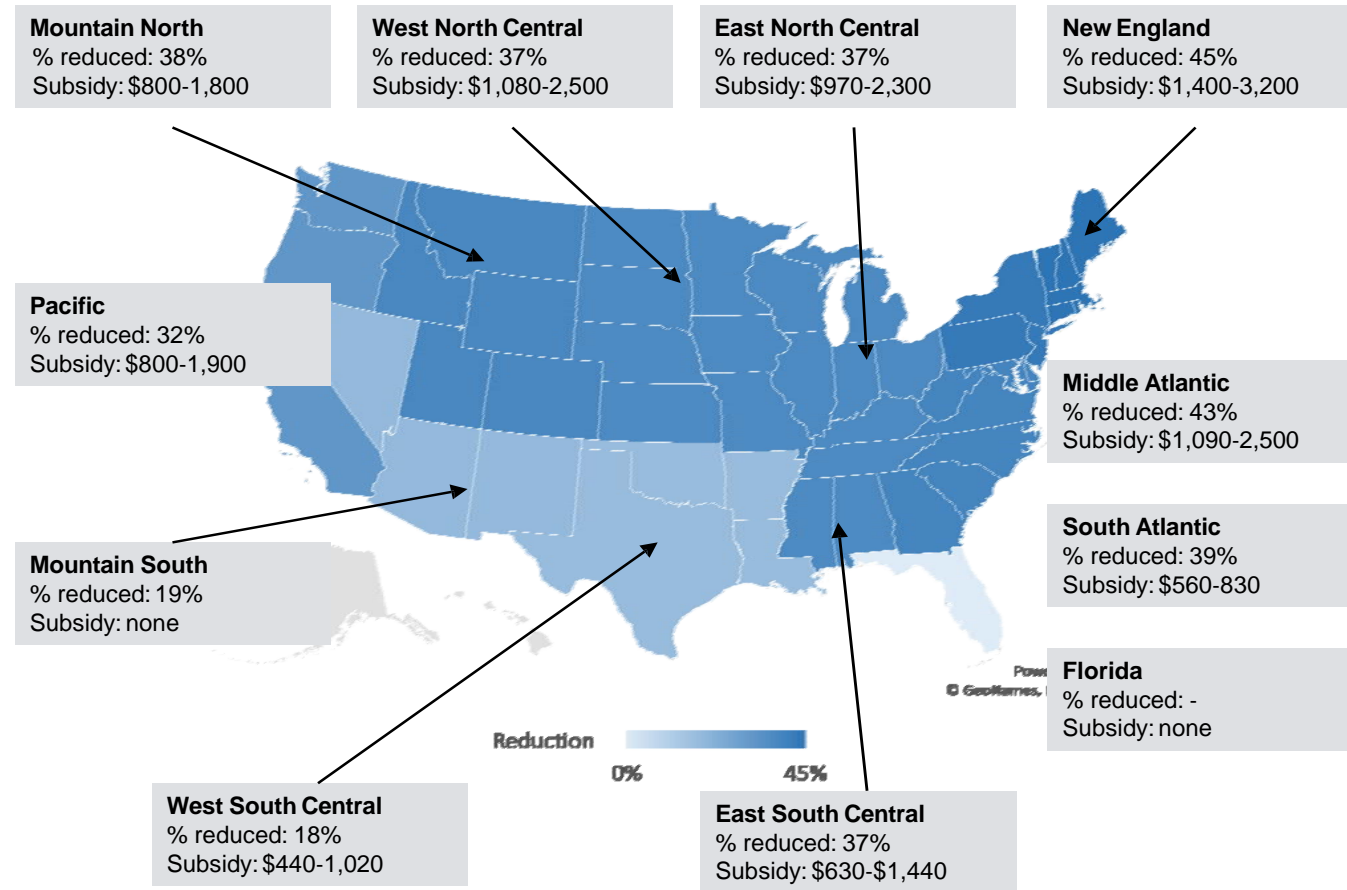 Mountain North
% reduced: 38%
Subsidy: $800-1,800
West North Central
% reduced: 37%
Subsidy: $1,080-2,500
East North Central
% reduced: 37%
Subsidy: $970-2,300
New England
% reduced: 45%
Subsidy: $1,400-3,200
Pacific
% reduced: 32%
Subsidy: $800-1,900
Middle Atlantic
% reduced: 43%
Subsidy: $1,090-2,500
South Atlantic
% reduced: 39%
Subsidy: $560-830
Mountain South
% reduced: 19%
Subsidy: none
Florida
% reduced: -
Subsidy: none
Powe
© GeoNames,
Reduction
0% 45%
West South Central
% reduced: 18%
Subsidy: $440-1,020
East South Central
% reduced: 37%
Subsidy: $630-$1,440